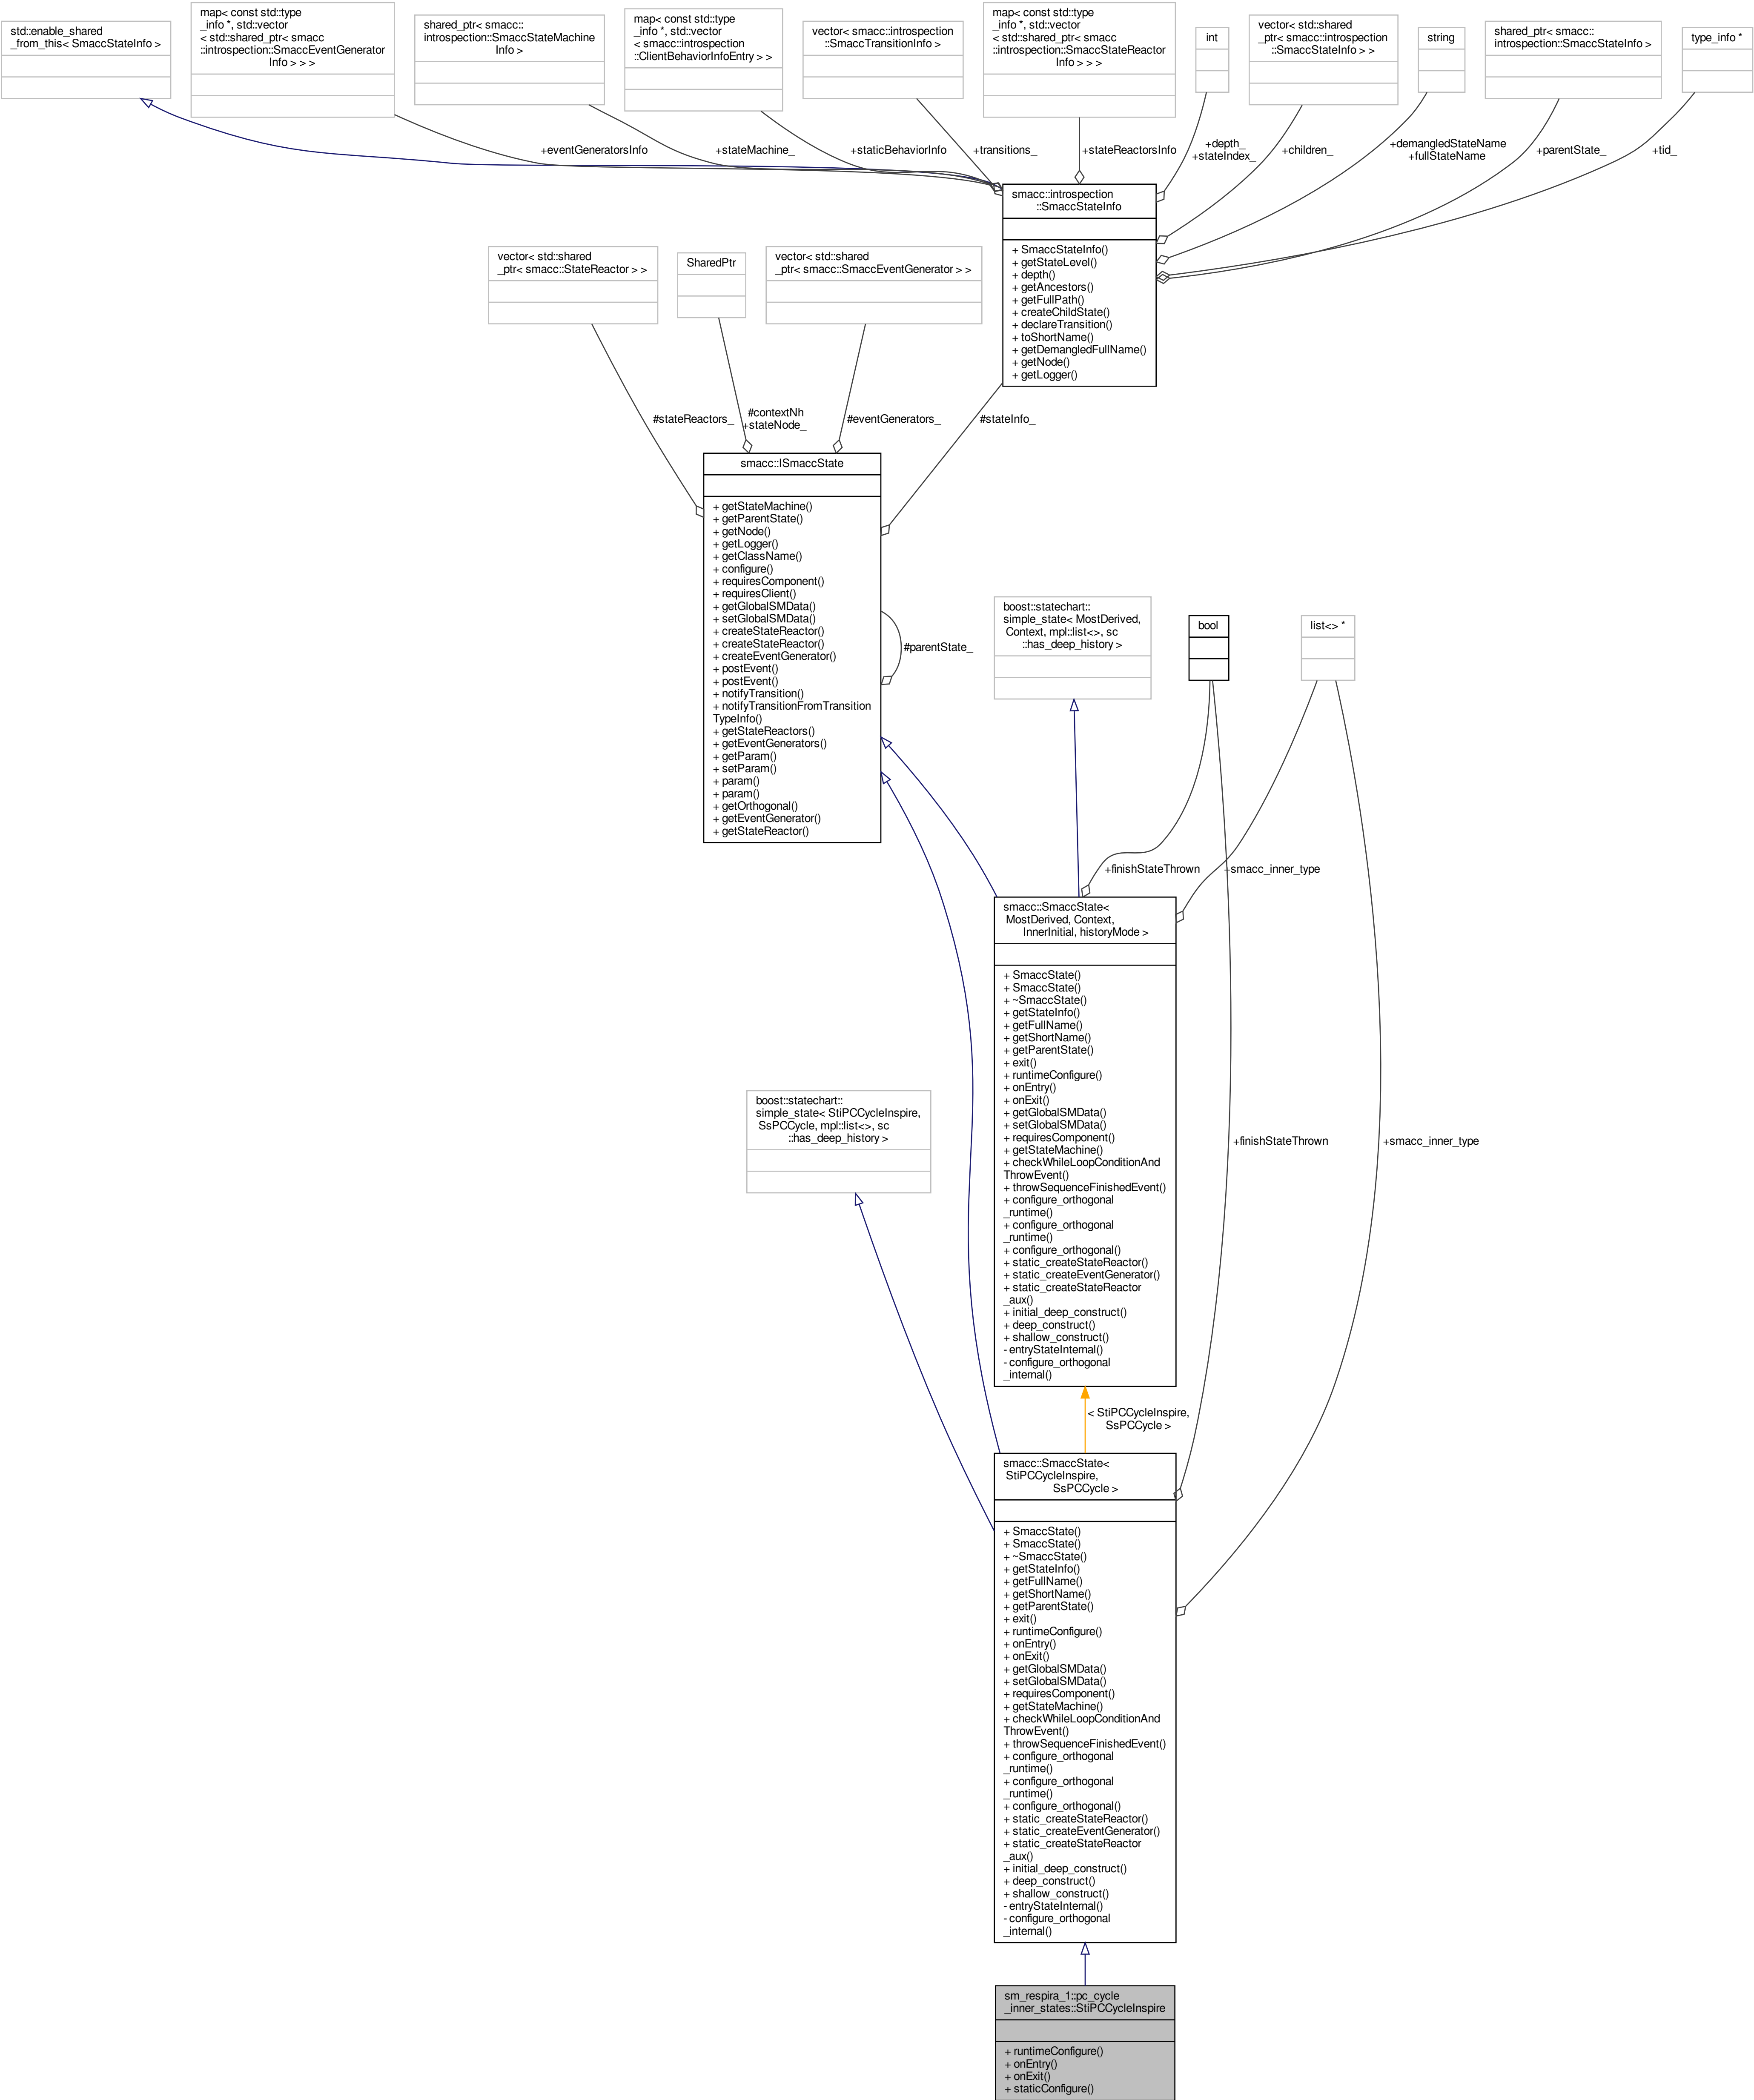 std::enable_shared
_from_this< SmaccStateInfo >
map< const std::type
_info *, std::vector
< std::shared_ptr< smacc
::introspection::SmaccEventGenerator
Info > > >
shared_ptr< smacc::
introspection::SmaccStateMachine
Info >
map< const std::type
_info *, std::vector
< smacc::introspection
::ClientBehaviorInfoEntry > >
vector< smacc::introspection
::SmaccTransitionInfo >
map< const std::type
_info *, std::vector
< std::shared_ptr< smacc
::introspection::SmaccStateReactor
Info > > >
int
vector< std::shared
_ptr< smacc::introspection
::SmaccStateInfo > >
string
shared_ptr< smacc::
introspection::SmaccStateInfo >
type_info *
+eventGeneratorsInfo
+stateMachine_
+staticBehaviorInfo
+transitions_
+stateReactorsInfo
+depth_
+stateIndex_
+children_
+demangledStateName
+fullStateName
+parentState_
+tid_
smacc::introspection
::SmaccStateInfo
+ SmaccStateInfo()
+ getStateLevel()
+ depth()
+ getAncestors()
+ getFullPath()
+ createChildState()
+ declareTransition()
+ toShortName()
+ getDemangledFullName()
+ getNode()
+ getLogger()
vector< std::shared
_ptr< smacc::StateReactor > >
SharedPtr
vector< std::shared
_ptr< smacc::SmaccEventGenerator > >
#stateReactors_
#contextNh
+stateNode_
#eventGenerators_
#stateInfo_
smacc::ISmaccState
+ getStateMachine()
+ getParentState()
+ getNode()
+ getLogger()
+ getClassName()
+ configure()
+ requiresComponent()
+ requiresClient()
+ getGlobalSMData()
+ setGlobalSMData()
+ createStateReactor()
+ createStateReactor()
+ createEventGenerator()
+ postEvent()
+ postEvent()
+ notifyTransition()
+ notifyTransitionFromTransition
TypeInfo()
+ getStateReactors()
+ getEventGenerators()
+ getParam()
+ setParam()
+ param()
+ param()
+ getOrthogonal()
+ getEventGenerator()
+ getStateReactor()
#parentState_
boost::statechart::
simple_state< MostDerived,
Context, mpl::list<>, sc
::has_deep_history >
bool
list<> *
+finishStateThrown
+smacc_inner_type
smacc::SmaccState<
MostDerived, Context,
InnerInitial, historyMode >
+ SmaccState()
+ SmaccState()
+ ~SmaccState()
+ getStateInfo()
+ getFullName()
+ getShortName()
+ getParentState()
+ exit()
+ runtimeConfigure()
+ onEntry()
+ onExit()
+ getGlobalSMData()
+ setGlobalSMData()
+ requiresComponent()
+ getStateMachine()
+ checkWhileLoopConditionAnd
ThrowEvent()
+ throwSequenceFinishedEvent()
+ configure_orthogonal
_runtime()
+ configure_orthogonal
_runtime()
+ configure_orthogonal()
+ static_createStateReactor()
+ static_createEventGenerator()
+ static_createStateReactor
_aux()
+ initial_deep_construct()
+ deep_construct()
+ shallow_construct()
- entryStateInternal()
- configure_orthogonal
_internal()
boost::statechart::
simple_state< StiPCCycleInspire,
SsPCCycle, mpl::list<>, sc
::has_deep_history >
+finishStateThrown
+smacc_inner_type
< StiPCCycleInspire,
SsPCCycle >
smacc::SmaccState<
StiPCCycleInspire,
SsPCCycle >
+ SmaccState()
+ SmaccState()
+ ~SmaccState()
+ getStateInfo()
+ getFullName()
+ getShortName()
+ getParentState()
+ exit()
+ runtimeConfigure()
+ onEntry()
+ onExit()
+ getGlobalSMData()
+ setGlobalSMData()
+ requiresComponent()
+ getStateMachine()
+ checkWhileLoopConditionAnd
ThrowEvent()
+ throwSequenceFinishedEvent()
+ configure_orthogonal
_runtime()
+ configure_orthogonal
_runtime()
+ configure_orthogonal()
+ static_createStateReactor()
+ static_createEventGenerator()
+ static_createStateReactor
_aux()
+ initial_deep_construct()
+ deep_construct()
+ shallow_construct()
- entryStateInternal()
- configure_orthogonal
_internal()
sm_respira_1::pc_cycle
_inner_states::StiPCCycleInspire
+ runtimeConfigure()
+ onEntry()
+ onExit()
+ staticConfigure()